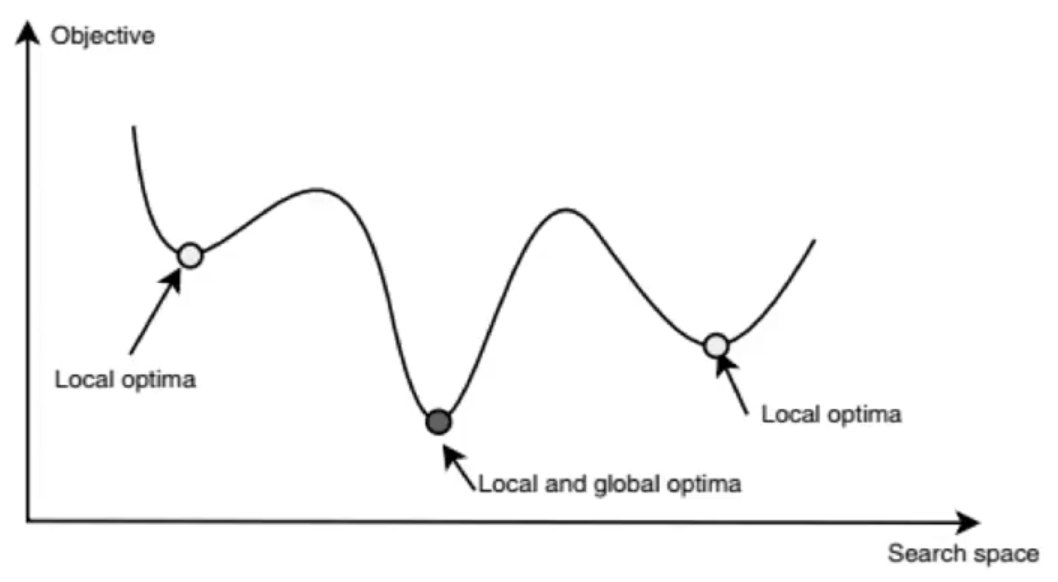 Objective
Local optima
Local optima
Local and global optima
Search space